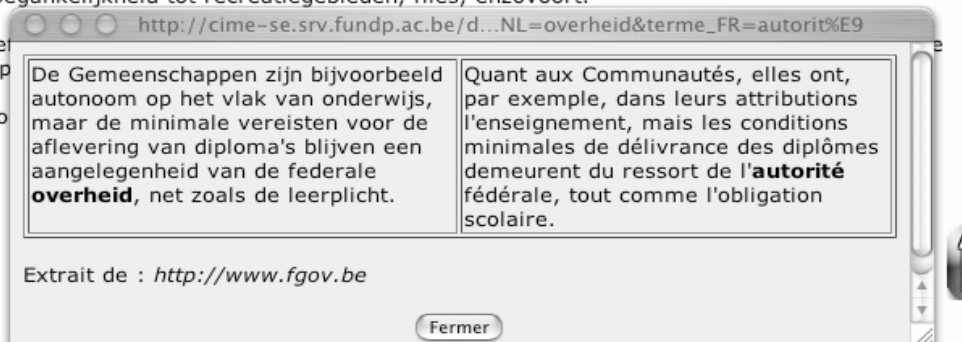 recreatiegebieden, files, enzovoort.
http://cime-se.srv.fundp.ac.be/d...NL=overheid&terme_FR=autorit%E9
De Gemeenschappen zijn bijvoorbeeld
autonoom op het vlak van onderwijs,
maar de minimale vereisten voor de
aflevering van diploma's blijven een
aangelegenheid van de federale
overheid, net zoals de leerplicht.
Quant aux Communautés, elles ont,
par exemple, dans leurs attributions
l'enseignement, mais les conditions
minimales de délivrance des diplômes
demeurent du ressort de l'autorité
fédérale, tout comme l'obligation
scolaire.
Extrait de : http://www.fgov.be
Fermer